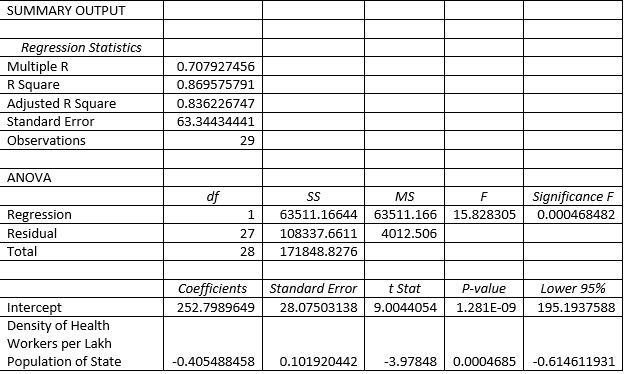 SUMMARY OUTPUT
Regression Statistics
Multiple R 0.707927456
R Square 0.869575791
Adjusted R Square 0.836226747
Standard Error 63.34434441
Observations 29
ANOVA
df SS MS F Significance F
Regression 1 63511.16644 63511.166 15.828305 0.000468482
Residual 27 108337.6611 4012.506
Total 28 171848.8276
Coefficients Standard Error t Stat P-value Lower 95%
Intercept 252.7989649 28.07503138 9.0044054 1.281E-09 195.1937588
Density of Health
Workers per Lakh
Population of State -0.405488458 0.101920442 -3.97848 0.0004685 -0.614611931